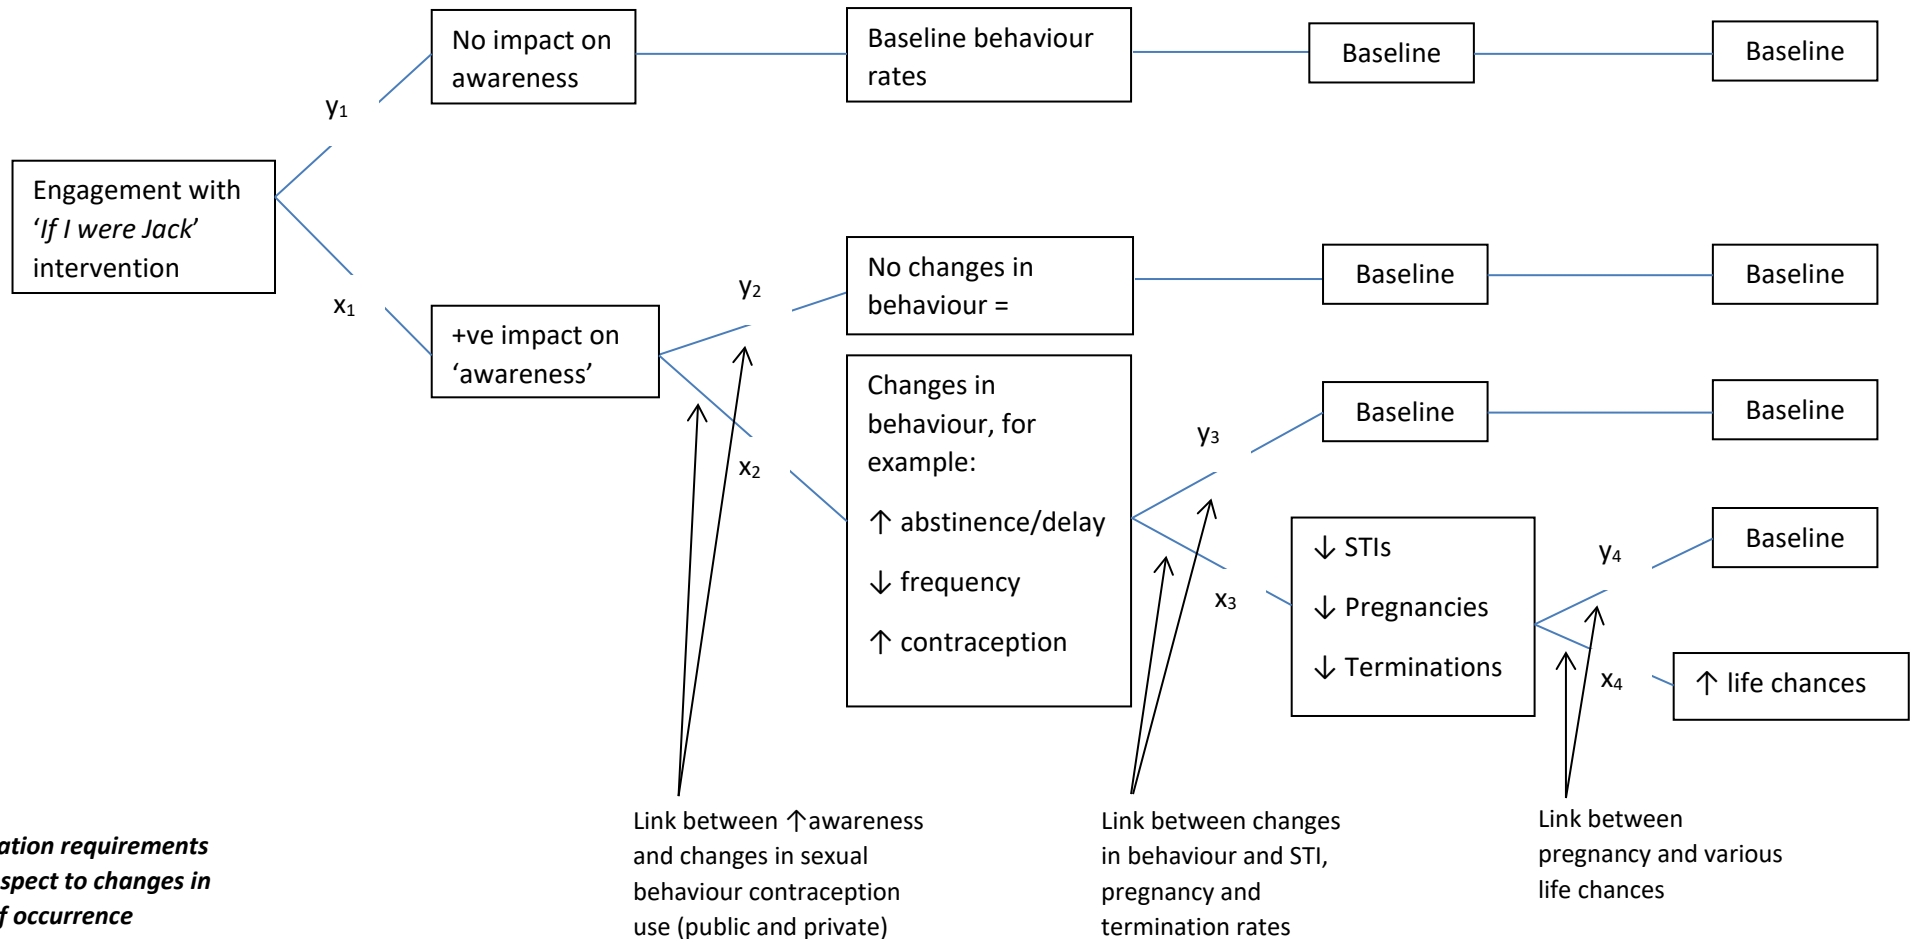 No impact on
awareness
Baseline behaviour
rates
Baseline
Baseline
y₁
Engagement with
‘If I were Jack’
intervention
x₁
+ve impact on
‘awareness’
y₂
No changes in
behaviour =
Baseline
Baseline
x₂
Changes in
behaviour, for
example:
↑ abstinence/delay
↓ frequency
↑ contraception
y₃
Baseline
Baseline
x₃
↓ STIs
↓ Pregnancies
↓ Terminations
y₄
Baseline
x₄
↑ life chances
ation requirements
spect to changes in
f occurrence
Link between ↑awareness
and changes in sexual
behaviour contraception
use (public and private)
Link between changes
in behaviour and STI,
pregnancy and
termination rates
Link between
pregnancy and various
life chances